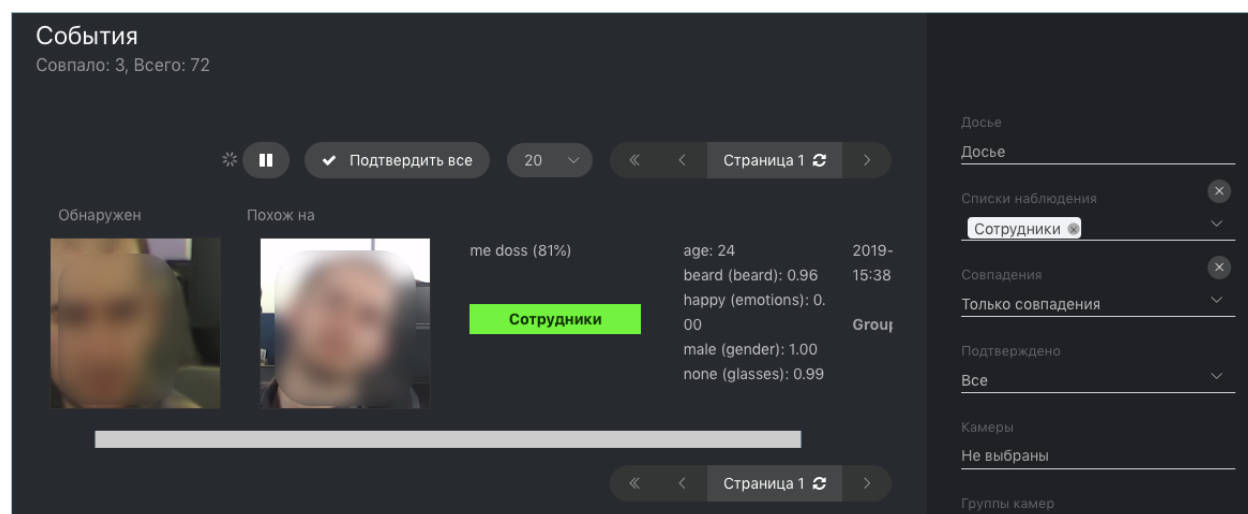 События
Совпало: 3, Всего: 72
Подтвердить все
20
Страница 1
Обнаружен
Похож на
me doss (81%)
Сотрудники
age: 24
beard (beard): 0.96
happy (emotions): 0.
00
male (gender): 1.00
none (glasses): 0.99
2019-
15:38
Group
Страница 1
Досье
Досье
Списки наблюдения
Сотрудники
Совпадения
Только совпадения
Подтверждено
Все
Камеры
Не выбраны
Группы камер